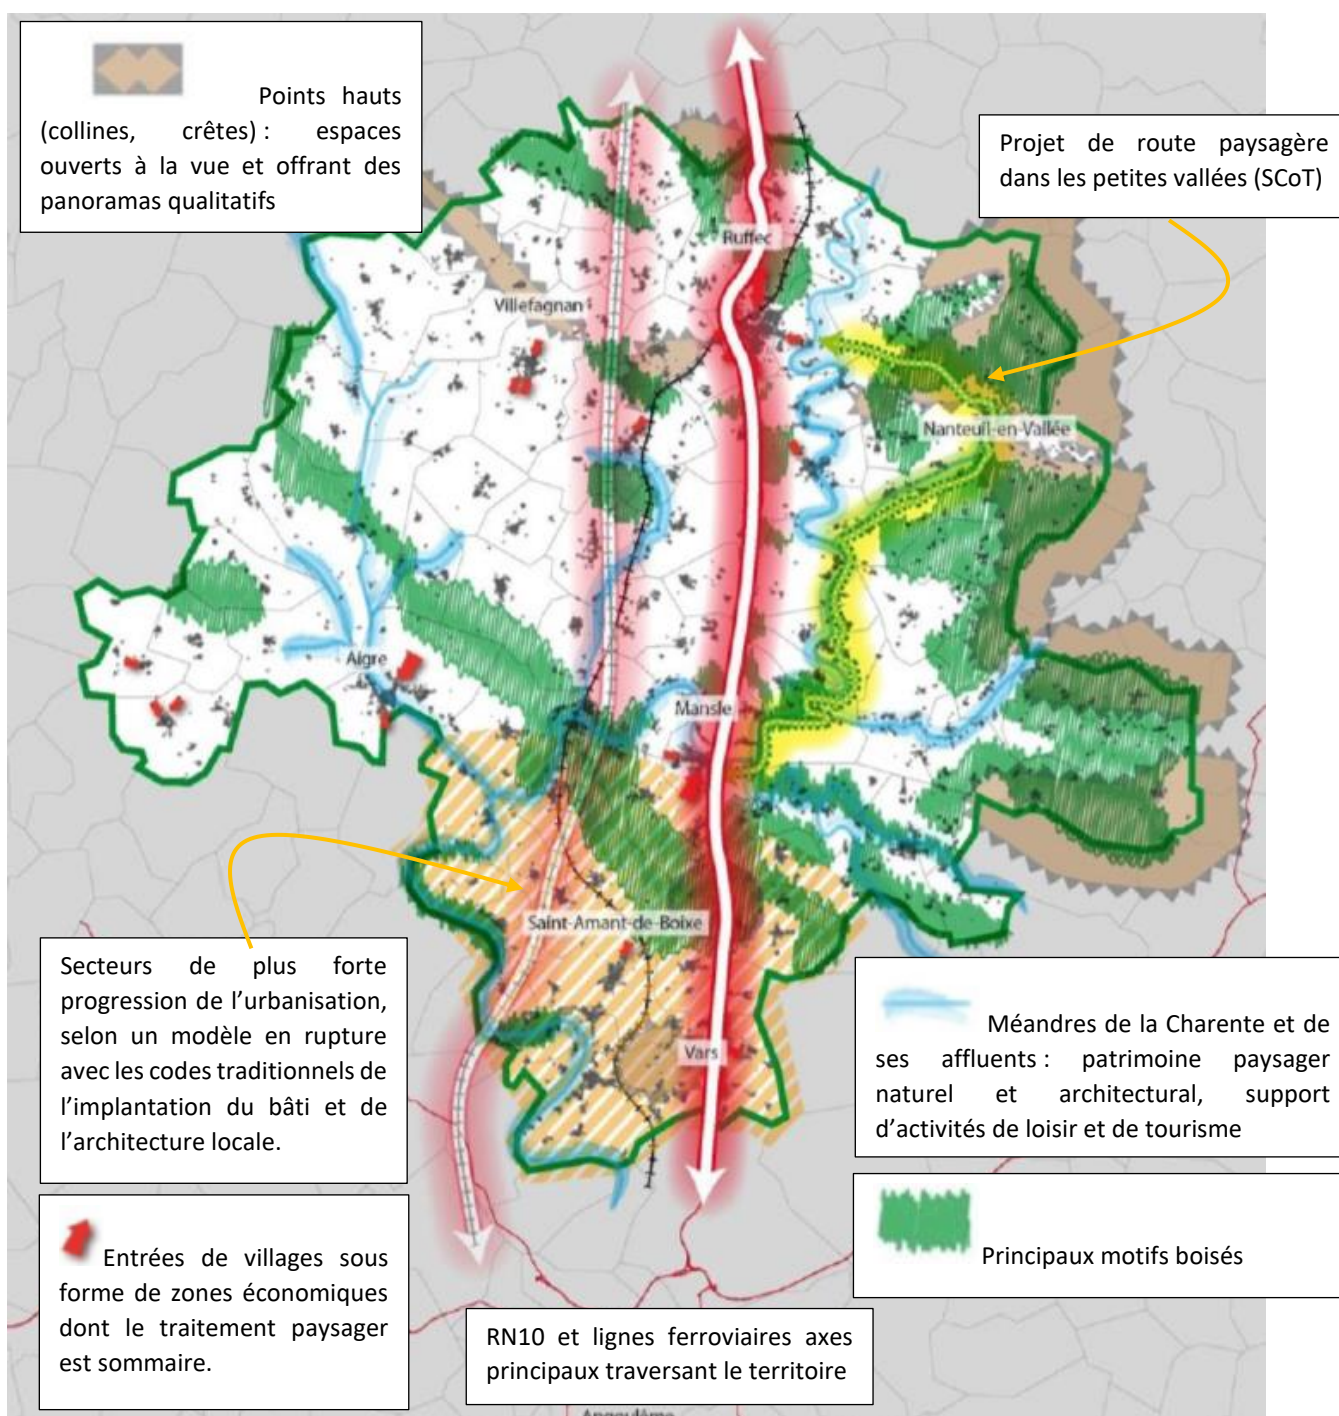 Points hauts
(collines, crêtes) : espaces
ouverts à la vue et offrant des
panoramas qualitatifs
Projet de route paysagère
dans les petites vallées (SCoT)
Ruffec
Villefagnan
Nanteuil-en-Vallée
Aigre
Mansle
Saint-Amant-de-Boixe
Vars
Secteurs de plus forte
progression de l’urbanisation,
selon un modèle en rupture
avec les codes traditionnels de
l’implantation du bâti et de
l’architecture locale.
Méandres de la Charente et de
ses affluents : patrimoine paysager
naturel et architectural, support
d’activités de loisir et de tourisme
Entrées de villages sous
forme de zones économiques
dont le traitement paysager
est sommaire.
Principaux motifs boisés
RN10 et lignes ferroviaires axes
principaux traversant le territoire
Angoulême